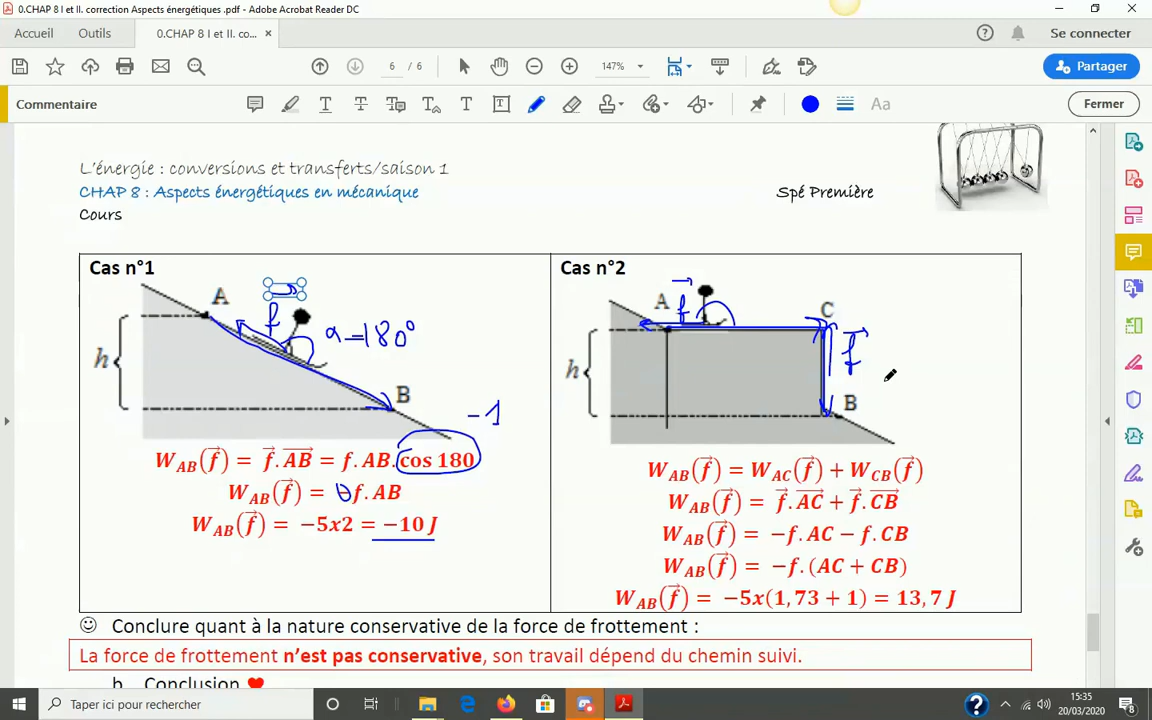 0.CHAP 8 I et II. correction Aspects énergétiques .pdf - Adobe Acrobat Reader DC
Accueil Outils 0.CHAP 8 I et II. co... × Se connecter
6 / 6 147% Partager
Commentaire Aa Fermer
L'énergie : conversions et transferts/saison 1
CHAP 8 : Aspects énergétiques en mécanique Spé Première
Cours
Cas n°1
A
f
α=180°
h
B
-1
W_AB(f⃗) = f⃗.AB⃗ = f.AB.cos 180
W_AB(f⃗) = -f.AB
W_AB(f⃗) = -5x2 = -10 J
Cas n°2
A f⃗ C
f⃗
h
B
W_AB(f⃗) = W_AC(f⃗) + W_CB(f⃗)
W_AB(f⃗) = f⃗.AC⃗ + f⃗.CB⃗
W_AB(f⃗) = -f.AC - f.CB
W_AB(f⃗) = -f.(AC + CB)
W_AB(f⃗) = -5x(1,73 + 1) = 13,7 J
☺ Conclure quant à la nature conservative de la force de frottement :
La force de frottement n'est pas conservative, son travail dépend du chemin suivi.
b. Conclusion ♥
Taper ici pour rechercher
15:35
20/03/2020
8